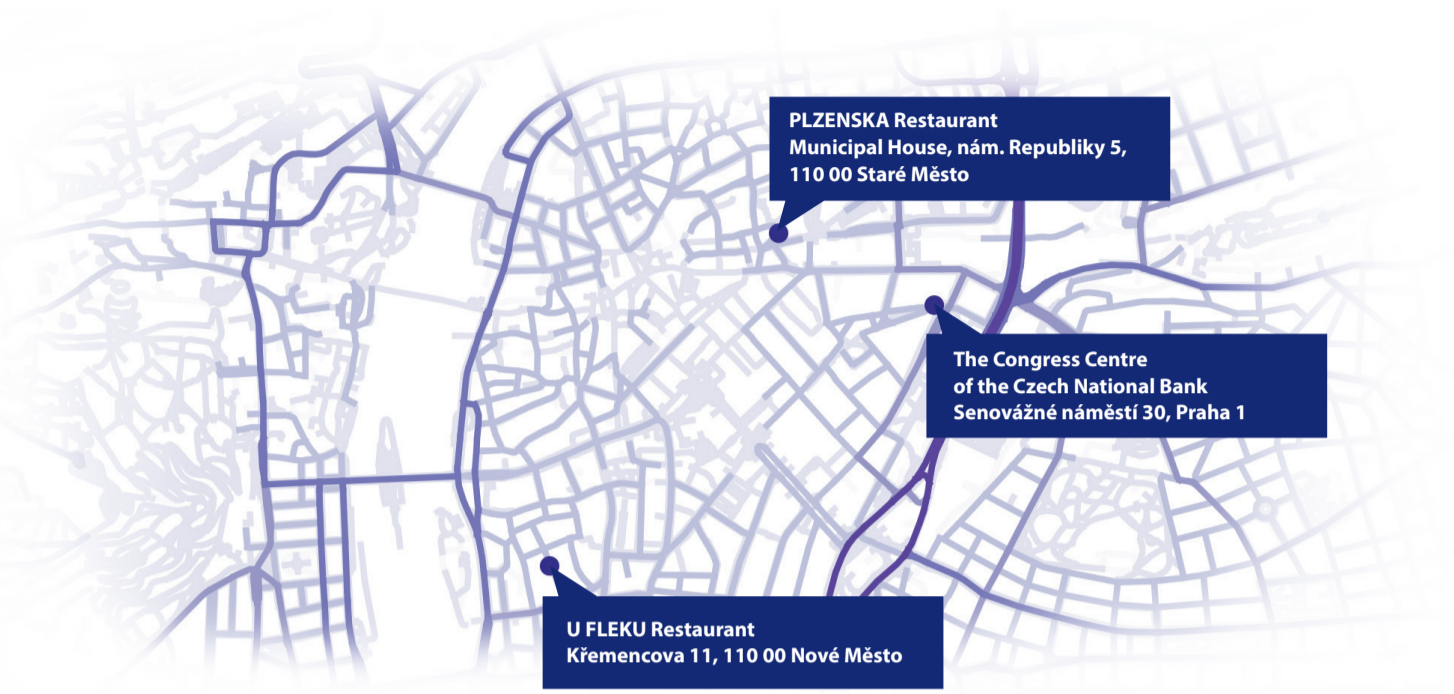 PLZENSKA Restaurant
Municipal House, nám. Republiky 5,
110 00 Staré Město
The Congress Centre
of the Czech National Bank
Senovážné náměstí 30, Praha 1
U FLEKU Restaurant
Křemencova 11, 110 00 Nové Město